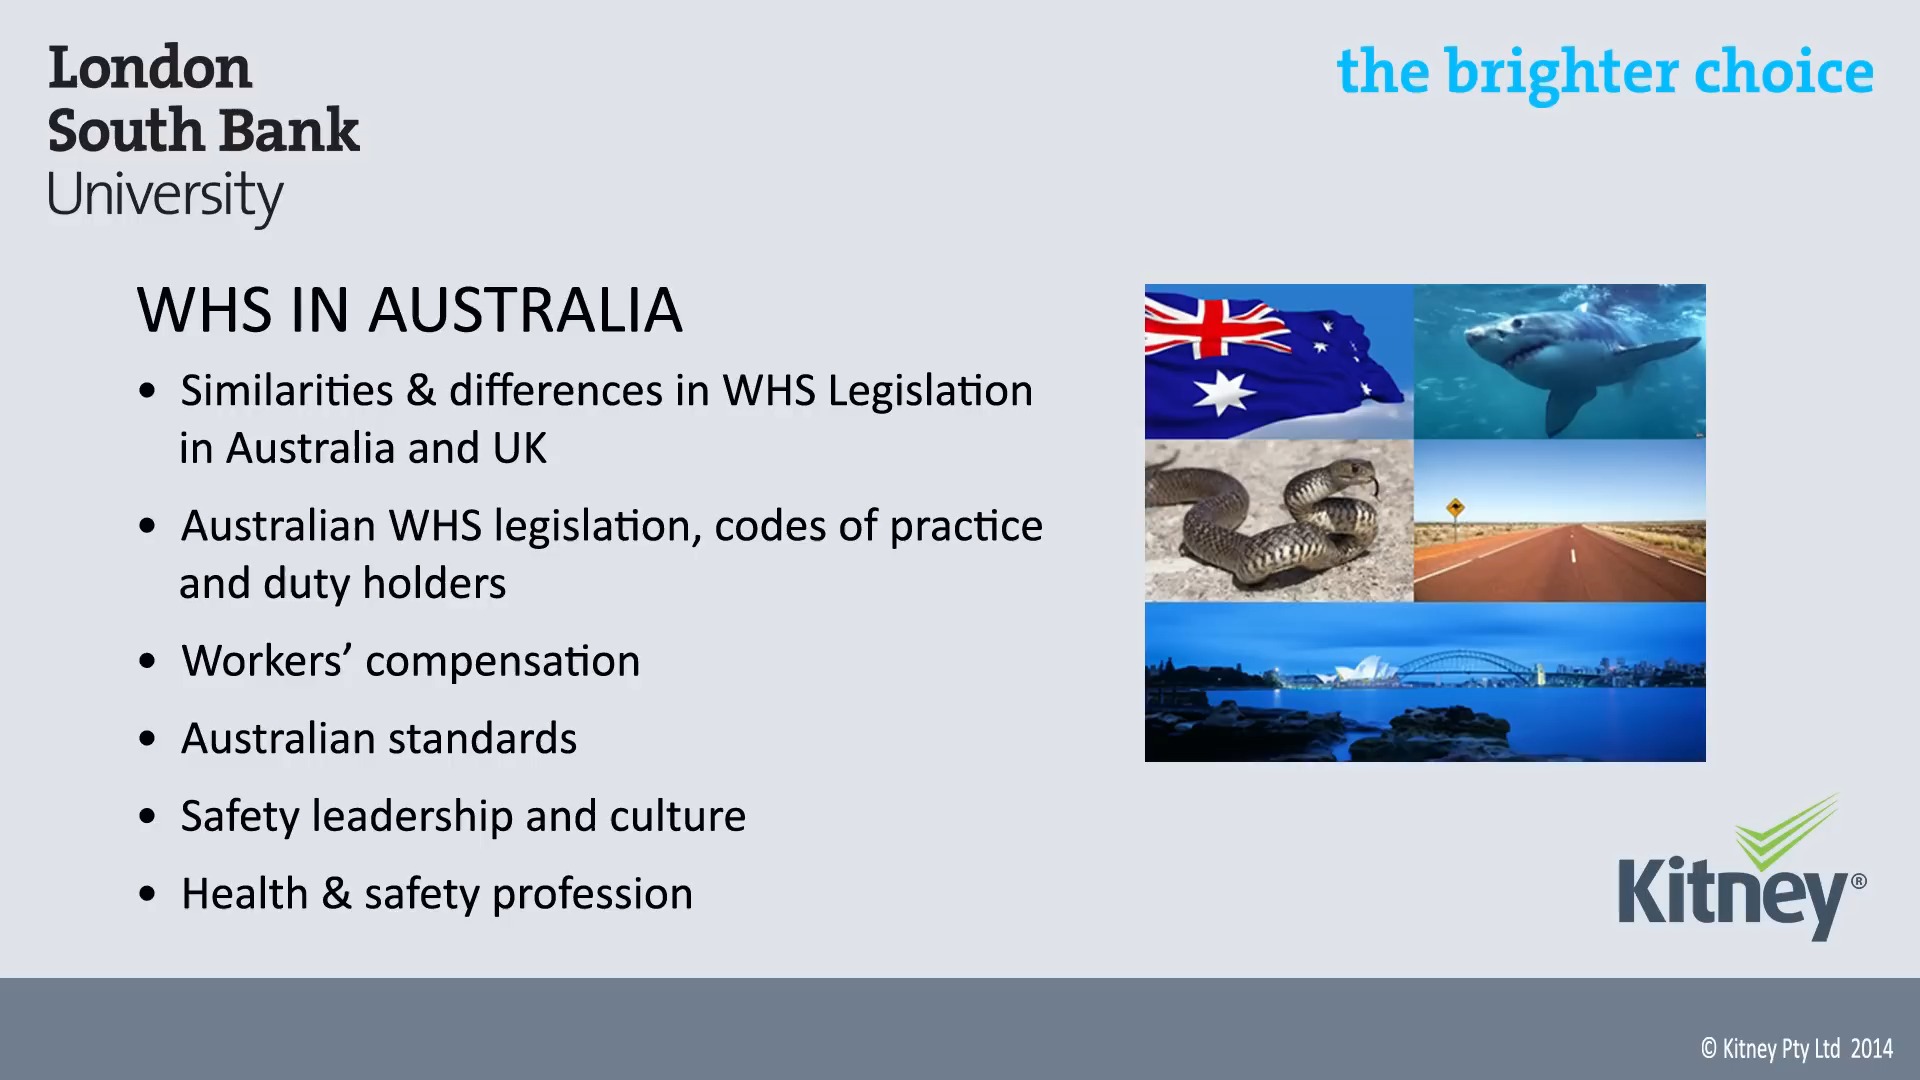 London
South Bank
University
the brighter choice
WHS IN AUSTRALIA
• Similarities & differences in WHS Legislation
in Australia and UK
• Australian WHS legislation, codes of practice
and duty holders
• Workers’ compensation
• Australian standards
• Safety leadership and culture
• Health & safety profession
Kitney®
© Kitney Pty Ltd 2014